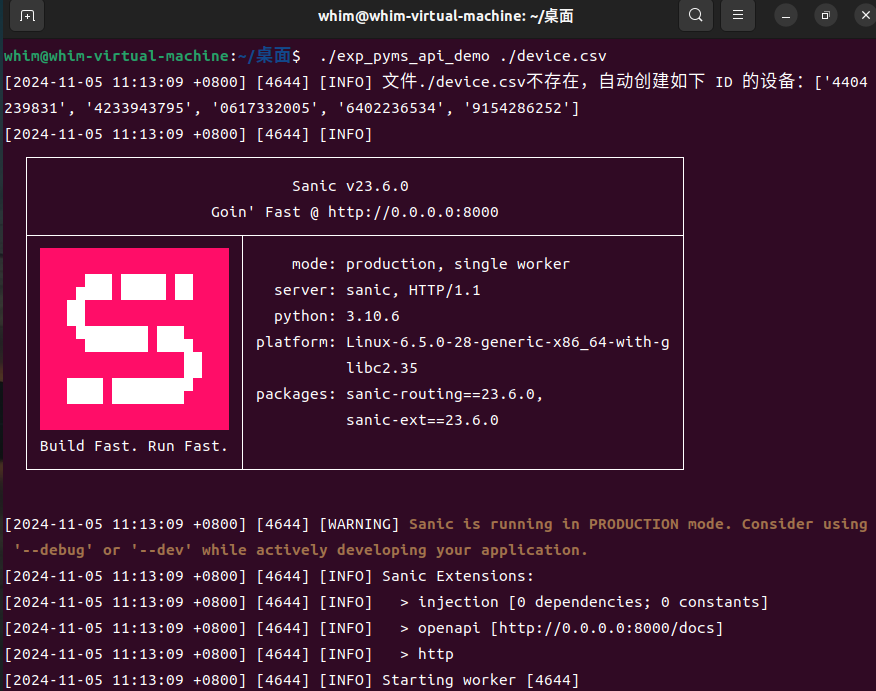 whim@whim-virtual-machine: ~/桌面
whim@whim-virtual-machine:~/桌面$  ./exp_pyms_api_demo ./device.csv
[2024-11-05 11:13:09 +0800] [4644] [INFO] 文件./device.csv不存在，自动创建如下 ID 的设备：['4404
239831', '4233943795', '0617332005', '6402236534', '9154286252']
[2024-11-05 11:13:09 +0800] [4644] [INFO]
Sanic v23.6.0
Goin' Fast @ http://0.0.0.0:8000
mode: production, single worker
server: sanic, HTTP/1.1
python: 3.10.6
platform: Linux-6.5.0-28-generic-x86_64-with-g
libc2.35
packages: sanic-routing==23.6.0,
sanic-ext==23.6.0
Build Fast. Run Fast.
[2024-11-05 11:13:09 +0800] [4644] [WARNING] Sanic is running in PRODUCTION mode. Consider using
'--debug' or '--dev' while actively developing your application.
[2024-11-05 11:13:09 +0800] [4644] [INFO] Sanic Extensions:
[2024-11-05 11:13:09 +0800] [4644] [INFO]   > injection [0 dependencies; 0 constants]
[2024-11-05 11:13:09 +0800] [4644] [INFO]   > openapi [http://0.0.0.0:8000/docs]
[2024-11-05 11:13:09 +0800] [4644] [INFO]   > http
[2024-11-05 11:13:09 +0800] [4644] [INFO] Starting worker [4644]